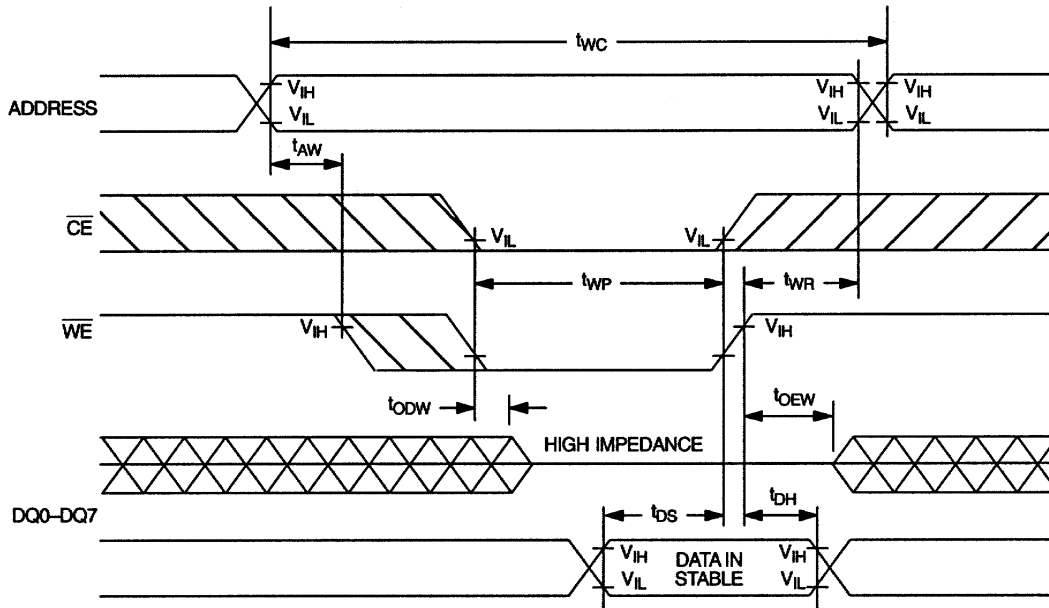 tWC
ADDRESS
VIH
VIL
VIH
VIL
VIH
VIL
tAW
CE
VIL
VIL
tWP
tWR
WE
VIH
VIH
tODW
tOEW
HIGH IMPEDANCE
DQ0–DQ7
tDS
tDH
VIH
VIL
DATA IN
STABLE
VIH
VIL